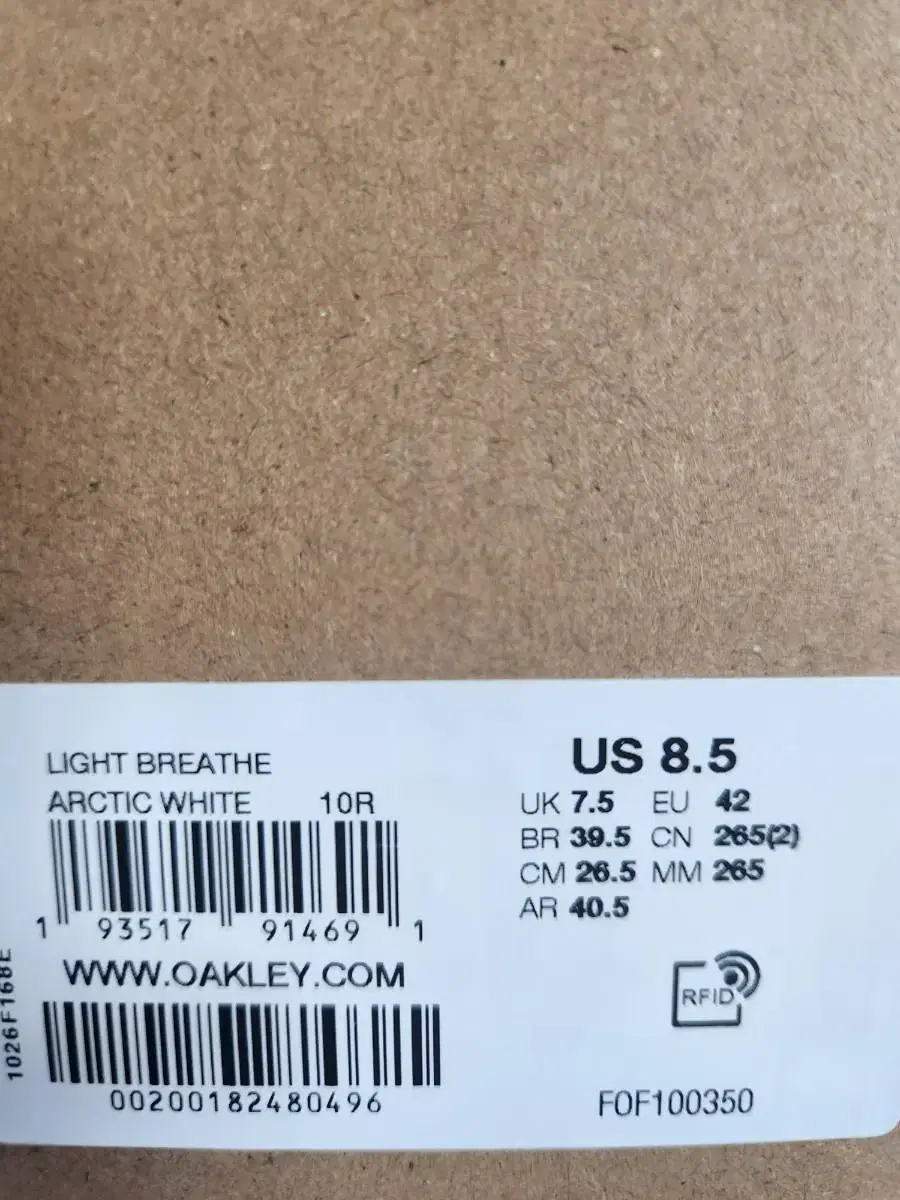 LIGHT BREATHE
ARCTIC WHITE 10R
1 93517 91469 1
WWW.OAKLEY.COM
00200182480496
1026F168E
US 8.5
UK 7.5 EU 42
BR 39.5 CN 265(2)
CM 26.5 MM 265
AR 40.5
RFID
FOF100350